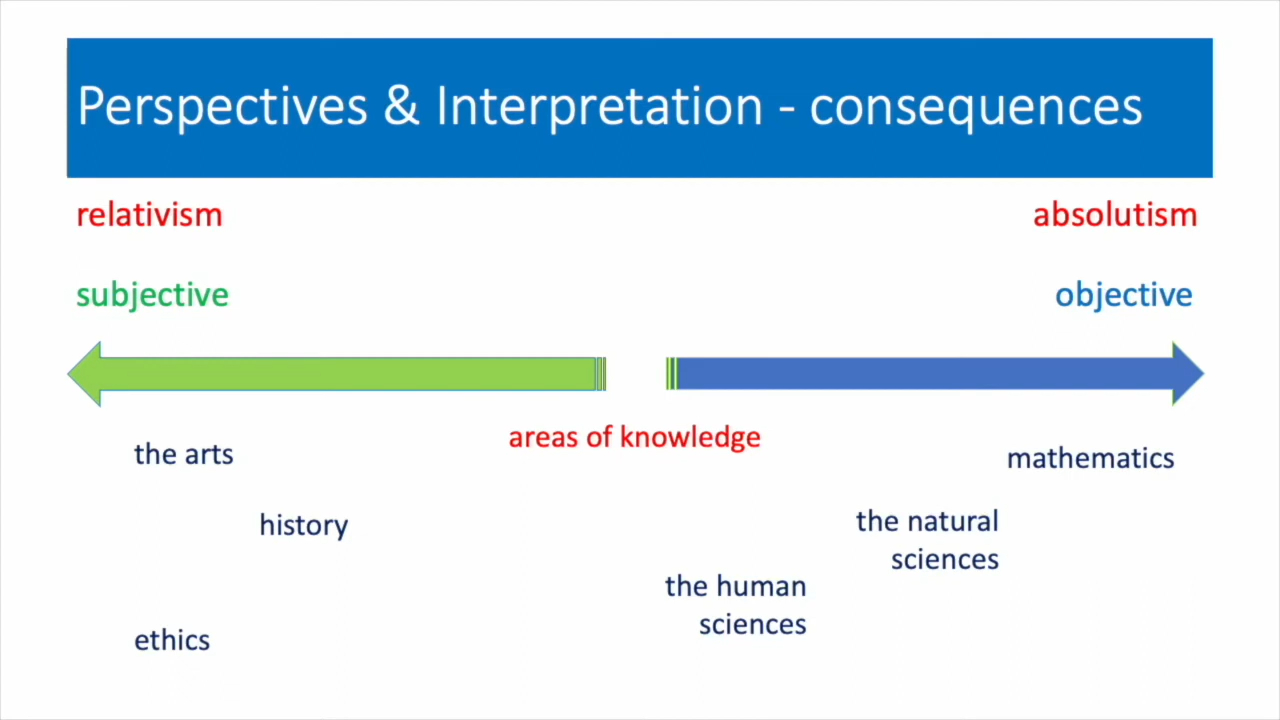 Perspectives & Interpretation - consequences
relativism
absolutism
subjective
objective
areas of knowledge
the arts
mathematics
history
the natural
sciences
the human
sciences
ethics